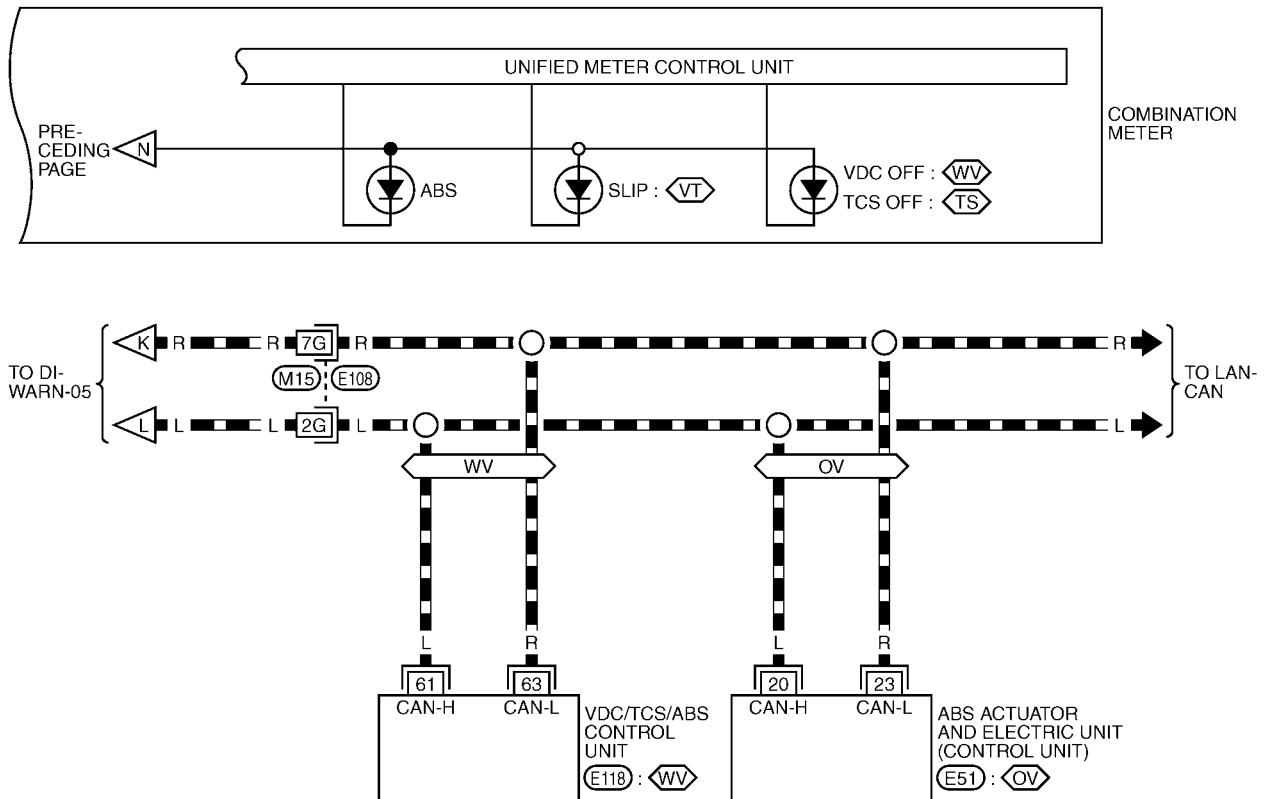 UNIFIED METER CONTROL UNIT
COMBINATION
METER
PRE-
CEDING
PAGE
N
ABS
SLIP : VT
VDC OFF : WV
TCS OFF : TS
TO DI-
WARN-05
K R R 7G R R
M15 E108
L L L 2G L L
TO LAN-
CAN
WV OV
L R L R
61 63 20 23
CAN-H CAN-L CAN-H CAN-L
VDC/TCS/ABS
CONTROL
UNIT
E118 : WV
ABS ACTUATOR
AND ELECTRIC UNIT
(CONTROL UNIT)
E51 : OV